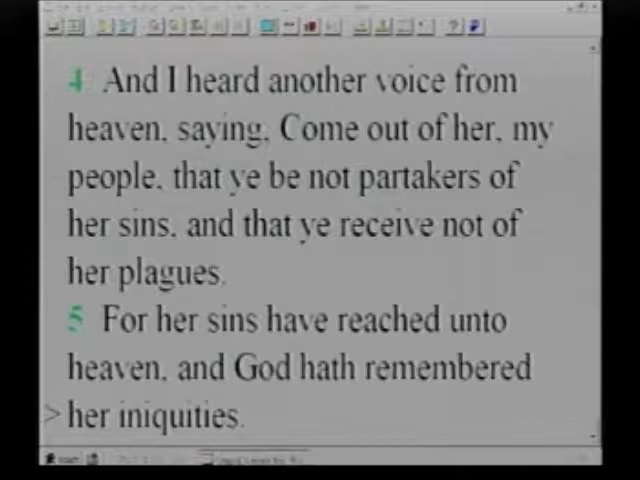 4 And I heard another voice from
heaven, saying, Come out of her, my
people, that ye be not partakers of
her sins, and that ye receive not of
her plagues.
5 For her sins have reached unto
heaven, and God hath remembered
> her iniquities.